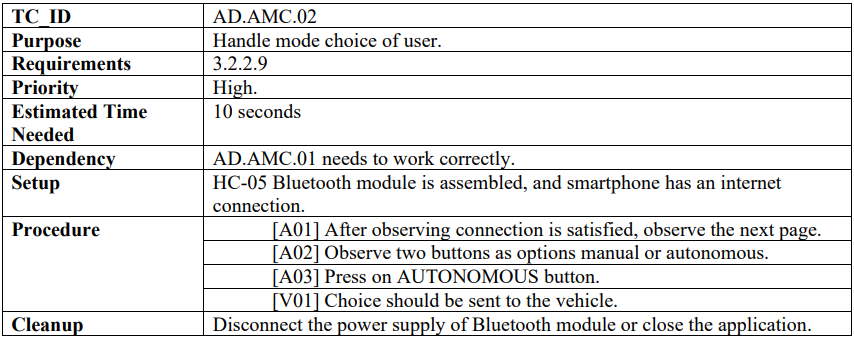 TC_ID AD.AMC.02
Purpose Handle mode choice of user.
Requirements 3.2.2.9
Priority High.
Estimated Time 10 seconds
Needed
Dependency AD.AMC.01 needs to work correctly.
Setup HC-05 Bluetooth module is assembled, and smartphone has an internet
connection.
Procedure [A01] After observing connection is satisfied, observe the next page.
[A02] Observe two buttons as options manual or autonomous.
[A03] Press on AUTONOMOUS button.
[V01] Choice should be sent to the vehicle.
Cleanup Disconnect the power supply of Bluetooth module or close the application.